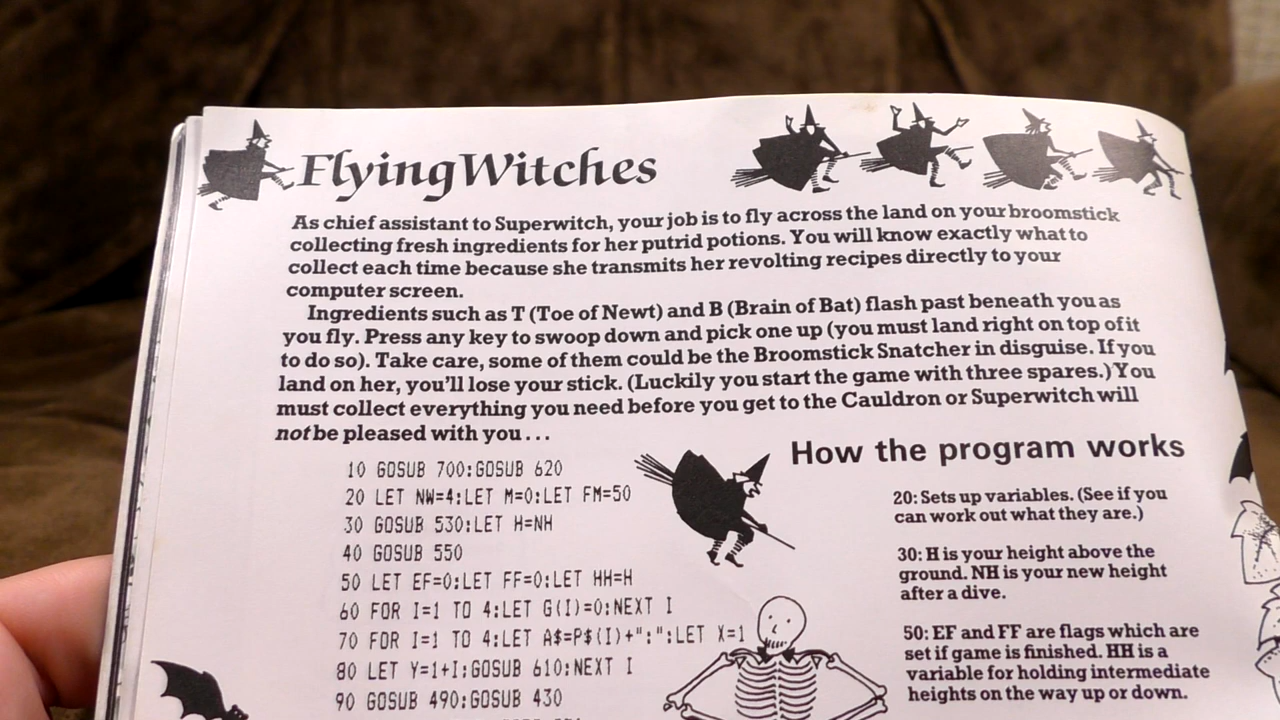 Flying Witches
As chief assistant to Superwitch, your job is to fly across the land on your broomstick
collecting fresh ingredients for her putrid potions. You will know exactly what to
collect each time because she transmits her revolting recipes directly to your
computer screen.
Ingredients such as T (Toe of Newt) and B (Brain of Bat) flash past beneath you as
you fly. Press any key to swoop down and pick one up (you must land right on top of it
to do so). Take care, some of them could be the Broomstick Snatcher in disguise. If you
land on her, you'll lose your stick. (Luckily you start the game with three spares.) You
must collect everything you need before you get to the Cauldron or Superwitch will
not be pleased with you...
10 GOSUB 700:GOSUB 620
20 LET NW=4:LET M=0:LET FM=50
30 GOSUB 530:LET H=NH
40 GOSUB 550
50 LET EF=0:LET FF=0:LET HH=H
60 FOR I=1 TO 4:LET G(I)=0:NEXT I
70 FOR I=1 TO 4:LET A$=P$(I)+":":LET X=1
80 LET Y=1+I:GOSUB 610:NEXT I
90 GOSUB 490:GOSUB 430
How the program works
20: Sets up variables. (See if you
can work out what they are.)
30: H is your height above the
ground. NH is your new height
after a dive.
50: EF and FF are flags which are
set if game is finished. HH is a
variable for holding intermediate
heights on the way up or down.